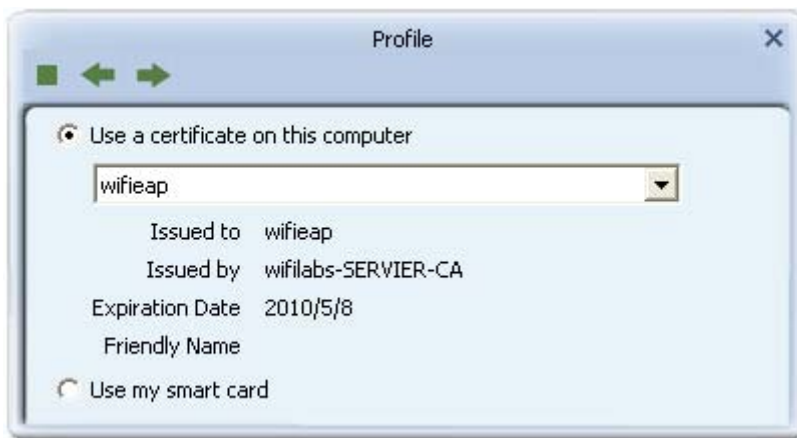 Profile
Use a certificate on this computer
wifieap
Issued to wifieap
Issued by wifilabs-SERVIER-CA
Expiration Date 2010/5/8
Friendly Name
Use my smart card